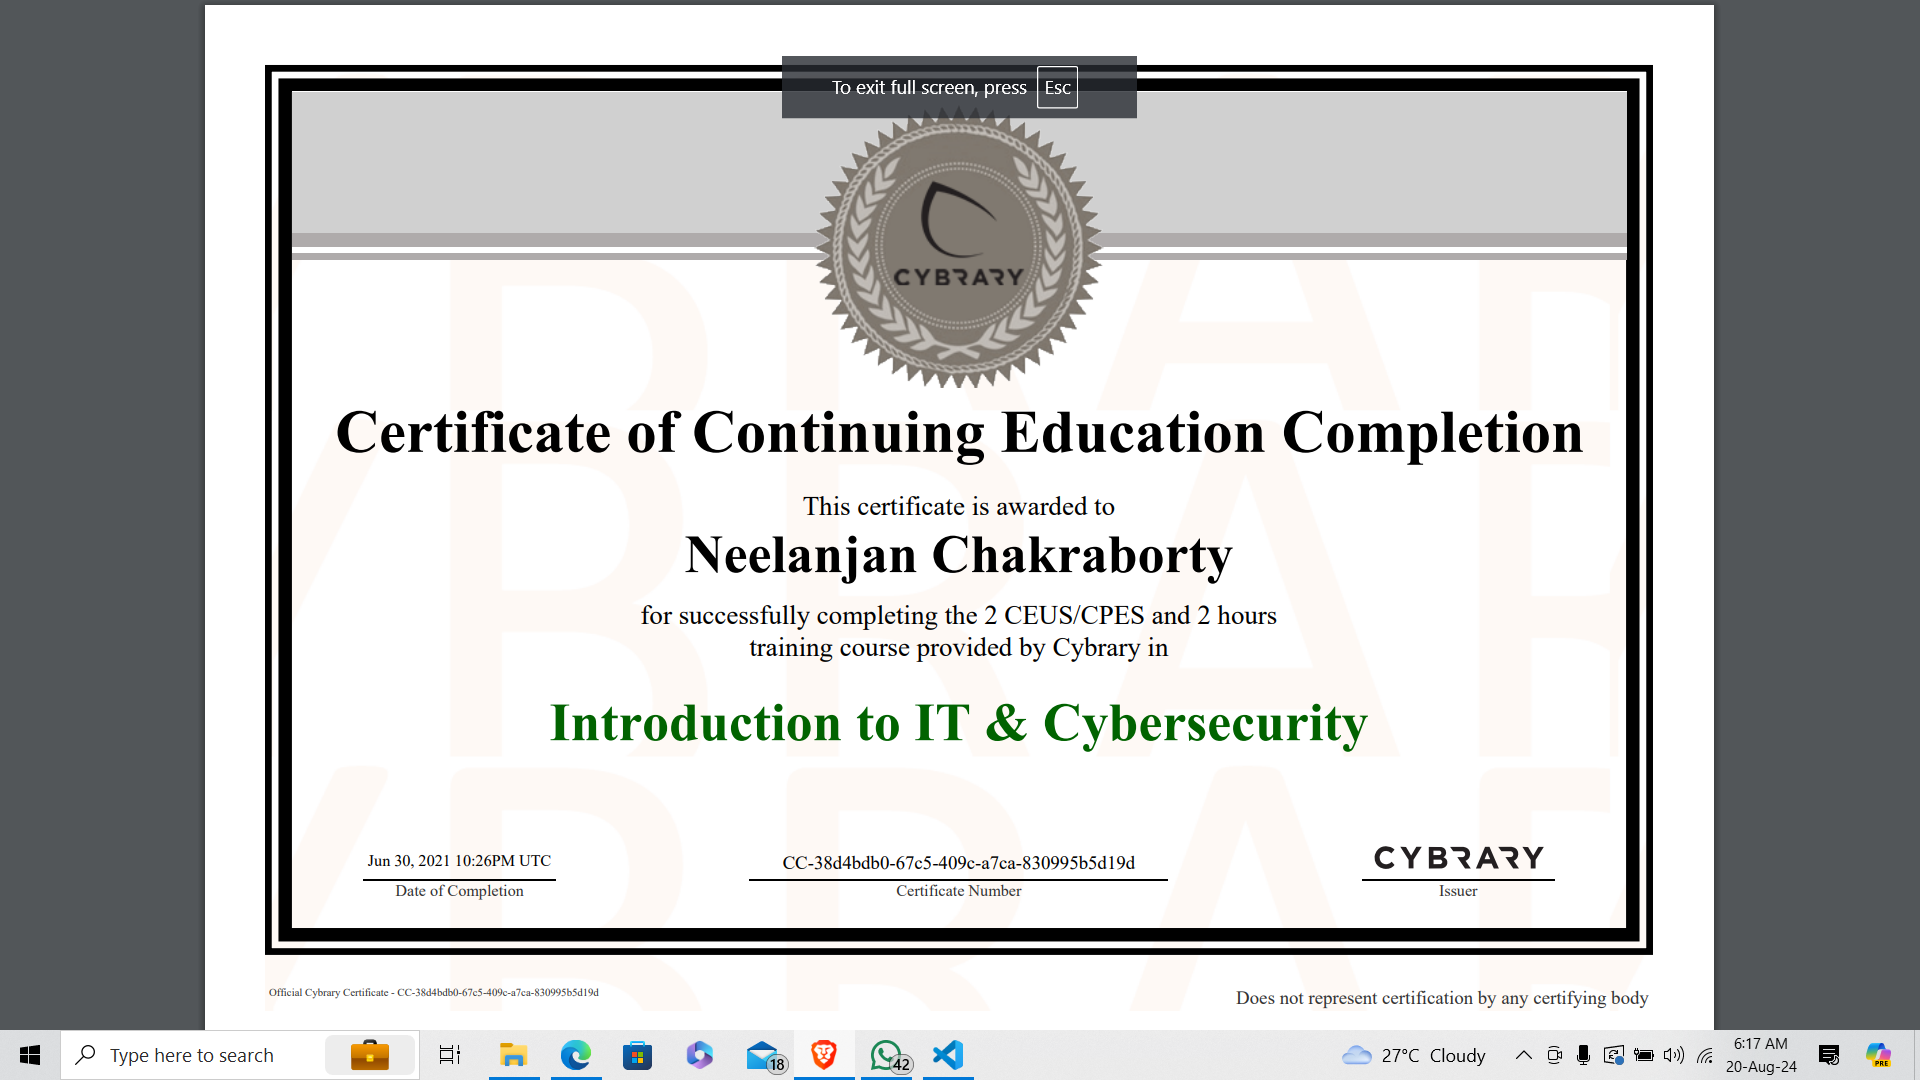 To exit full screen, press Esc
CYBRARY
Certificate of Continuing Education Completion
This certificate is awarded to
Neelanjan Chakraborty
for successfully completing the 2 CEUS/CPES and 2 hours
training course provided by Cybrary in
Introduction to IT & Cybersecurity
Jun 30, 2021 10:26PM UTC
Date of Completion
CC-38d4bdb0-67c5-409c-a7ca-830995b5d19d
Certificate Number
CYBRARY
Issuer
Official Cybrary Certificate - CC-38d4bdb0-67c5-409c-a7ca-830995b5d19d
Does not represent certification by any certifying body
Type here to search
18
42
27°C Cloudy
6:17 AM
20-Aug-24
PRE